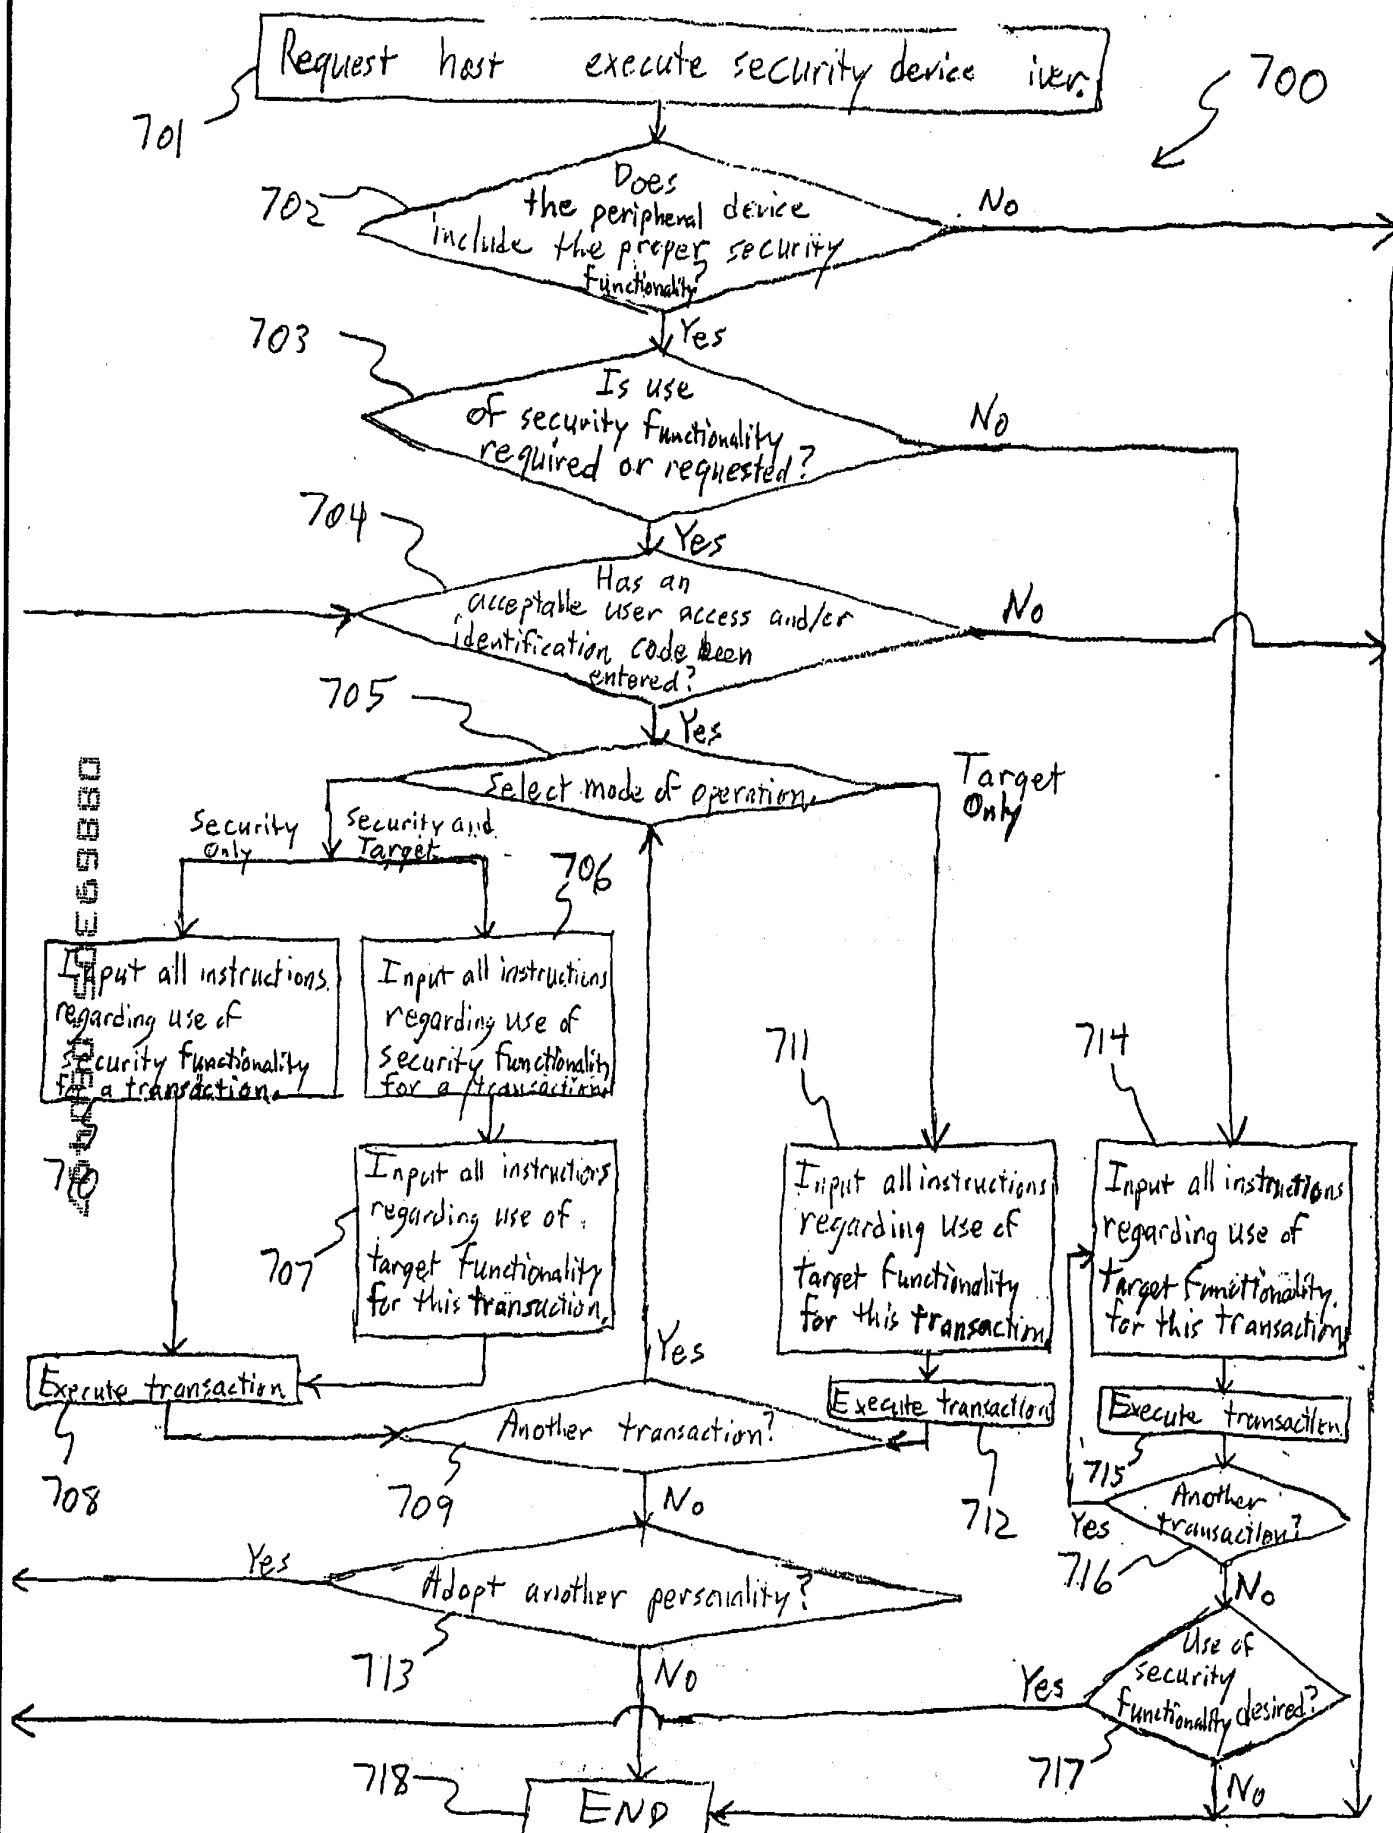 Request host execute security device iver.
700
701
702
Does
the peripheral device
include the proper security
functionality?
No
Yes
703
Is use
of security functionality
required or requested?
No
Yes
704
Has an
acceptable user access and/or
identification code been
entered?
No
Yes
705
Select mode of operation.
Target
Only
Security
Only
Security and
Target
706
Input all instructions
regarding use of
security functionality
for a transaction.
710
Input all instructions
regarding use of
security functionality
for a transaction.
707
Input all instructions
regarding use of
target functionality
for this transaction.
711
Input all instructions
regarding use of
target functionality
for this transaction.
714
Input all instructions
regarding use of
target functionality
for this transaction
Execute transaction
708
Yes
Another transaction?
709
No
Execute transaction
712
Execute transaction
715
Another
transaction?
Yes
716
No
Yes
Adopt another personality?
713
No
Use of
security
functionality desired?
Yes
717
No
718
END